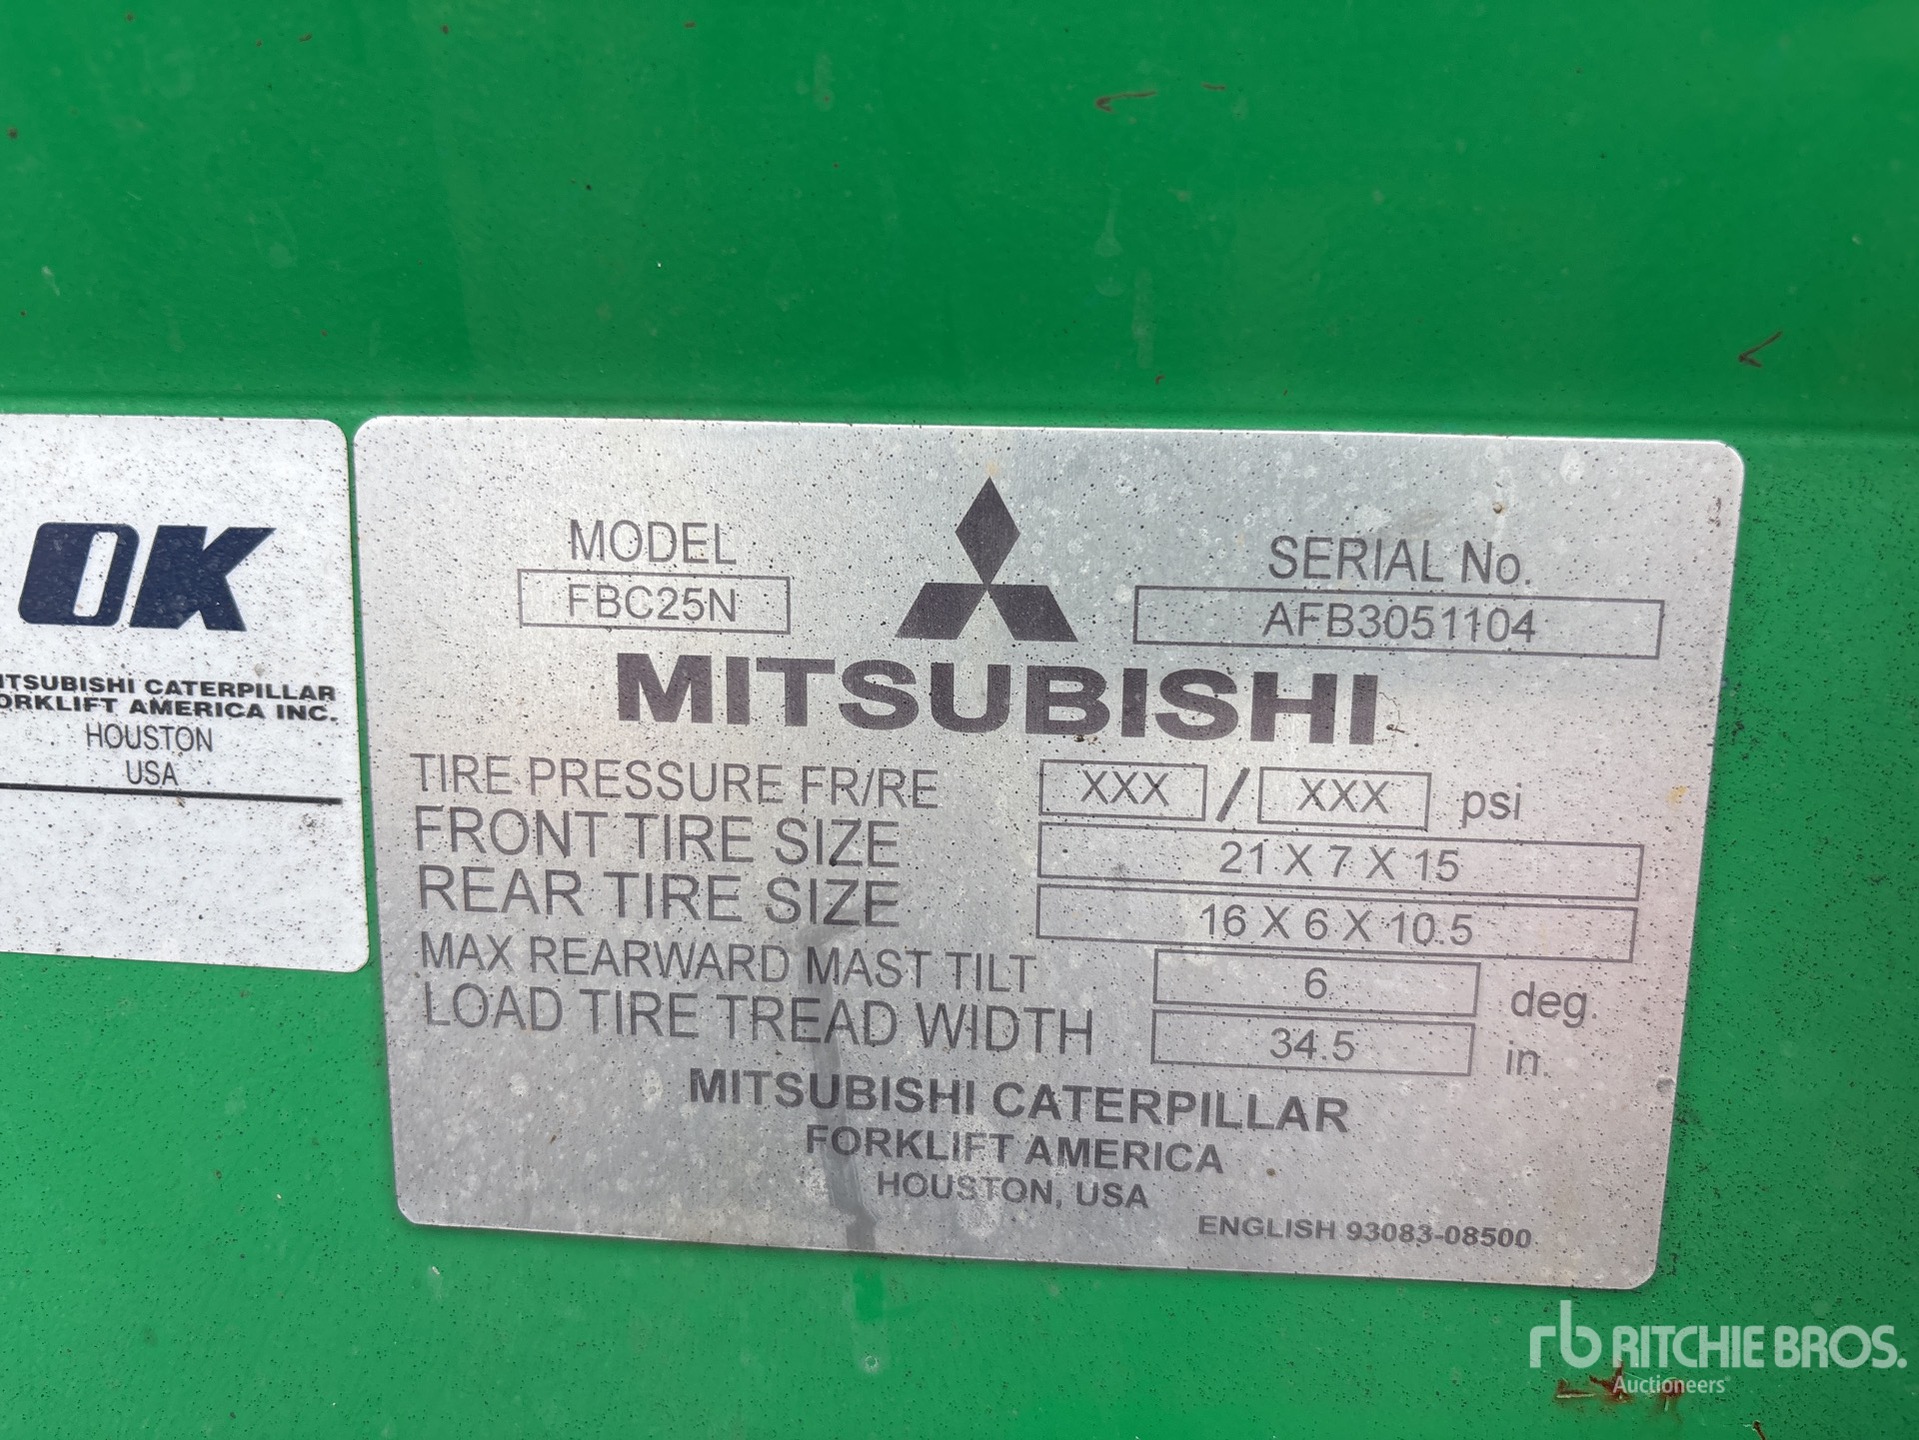 OK
ITSUBISHI CATERPILLAR
ORKLIFT AMERICA INC.
HOUSTON
USA
MODEL
FBC25N
SERIAL No.
AFB3051104
MITSUBISHI
TIRE PRESSURE FR/RE XXX / XXX psi
FRONT TIRE SIZE 21 X 7 X 15
REAR TIRE SIZE 16 X 6 X 10.5
MAX REARWARD MAST TILT 6 deg.
LOAD TIRE TREAD WIDTH 34.5 in.
MITSUBISHI CATERPILLAR
FORKLIFT AMERICA
HOUSTON, USA
ENGLISH 93083-08500
rb RITCHIE BROS.
Auctioneers